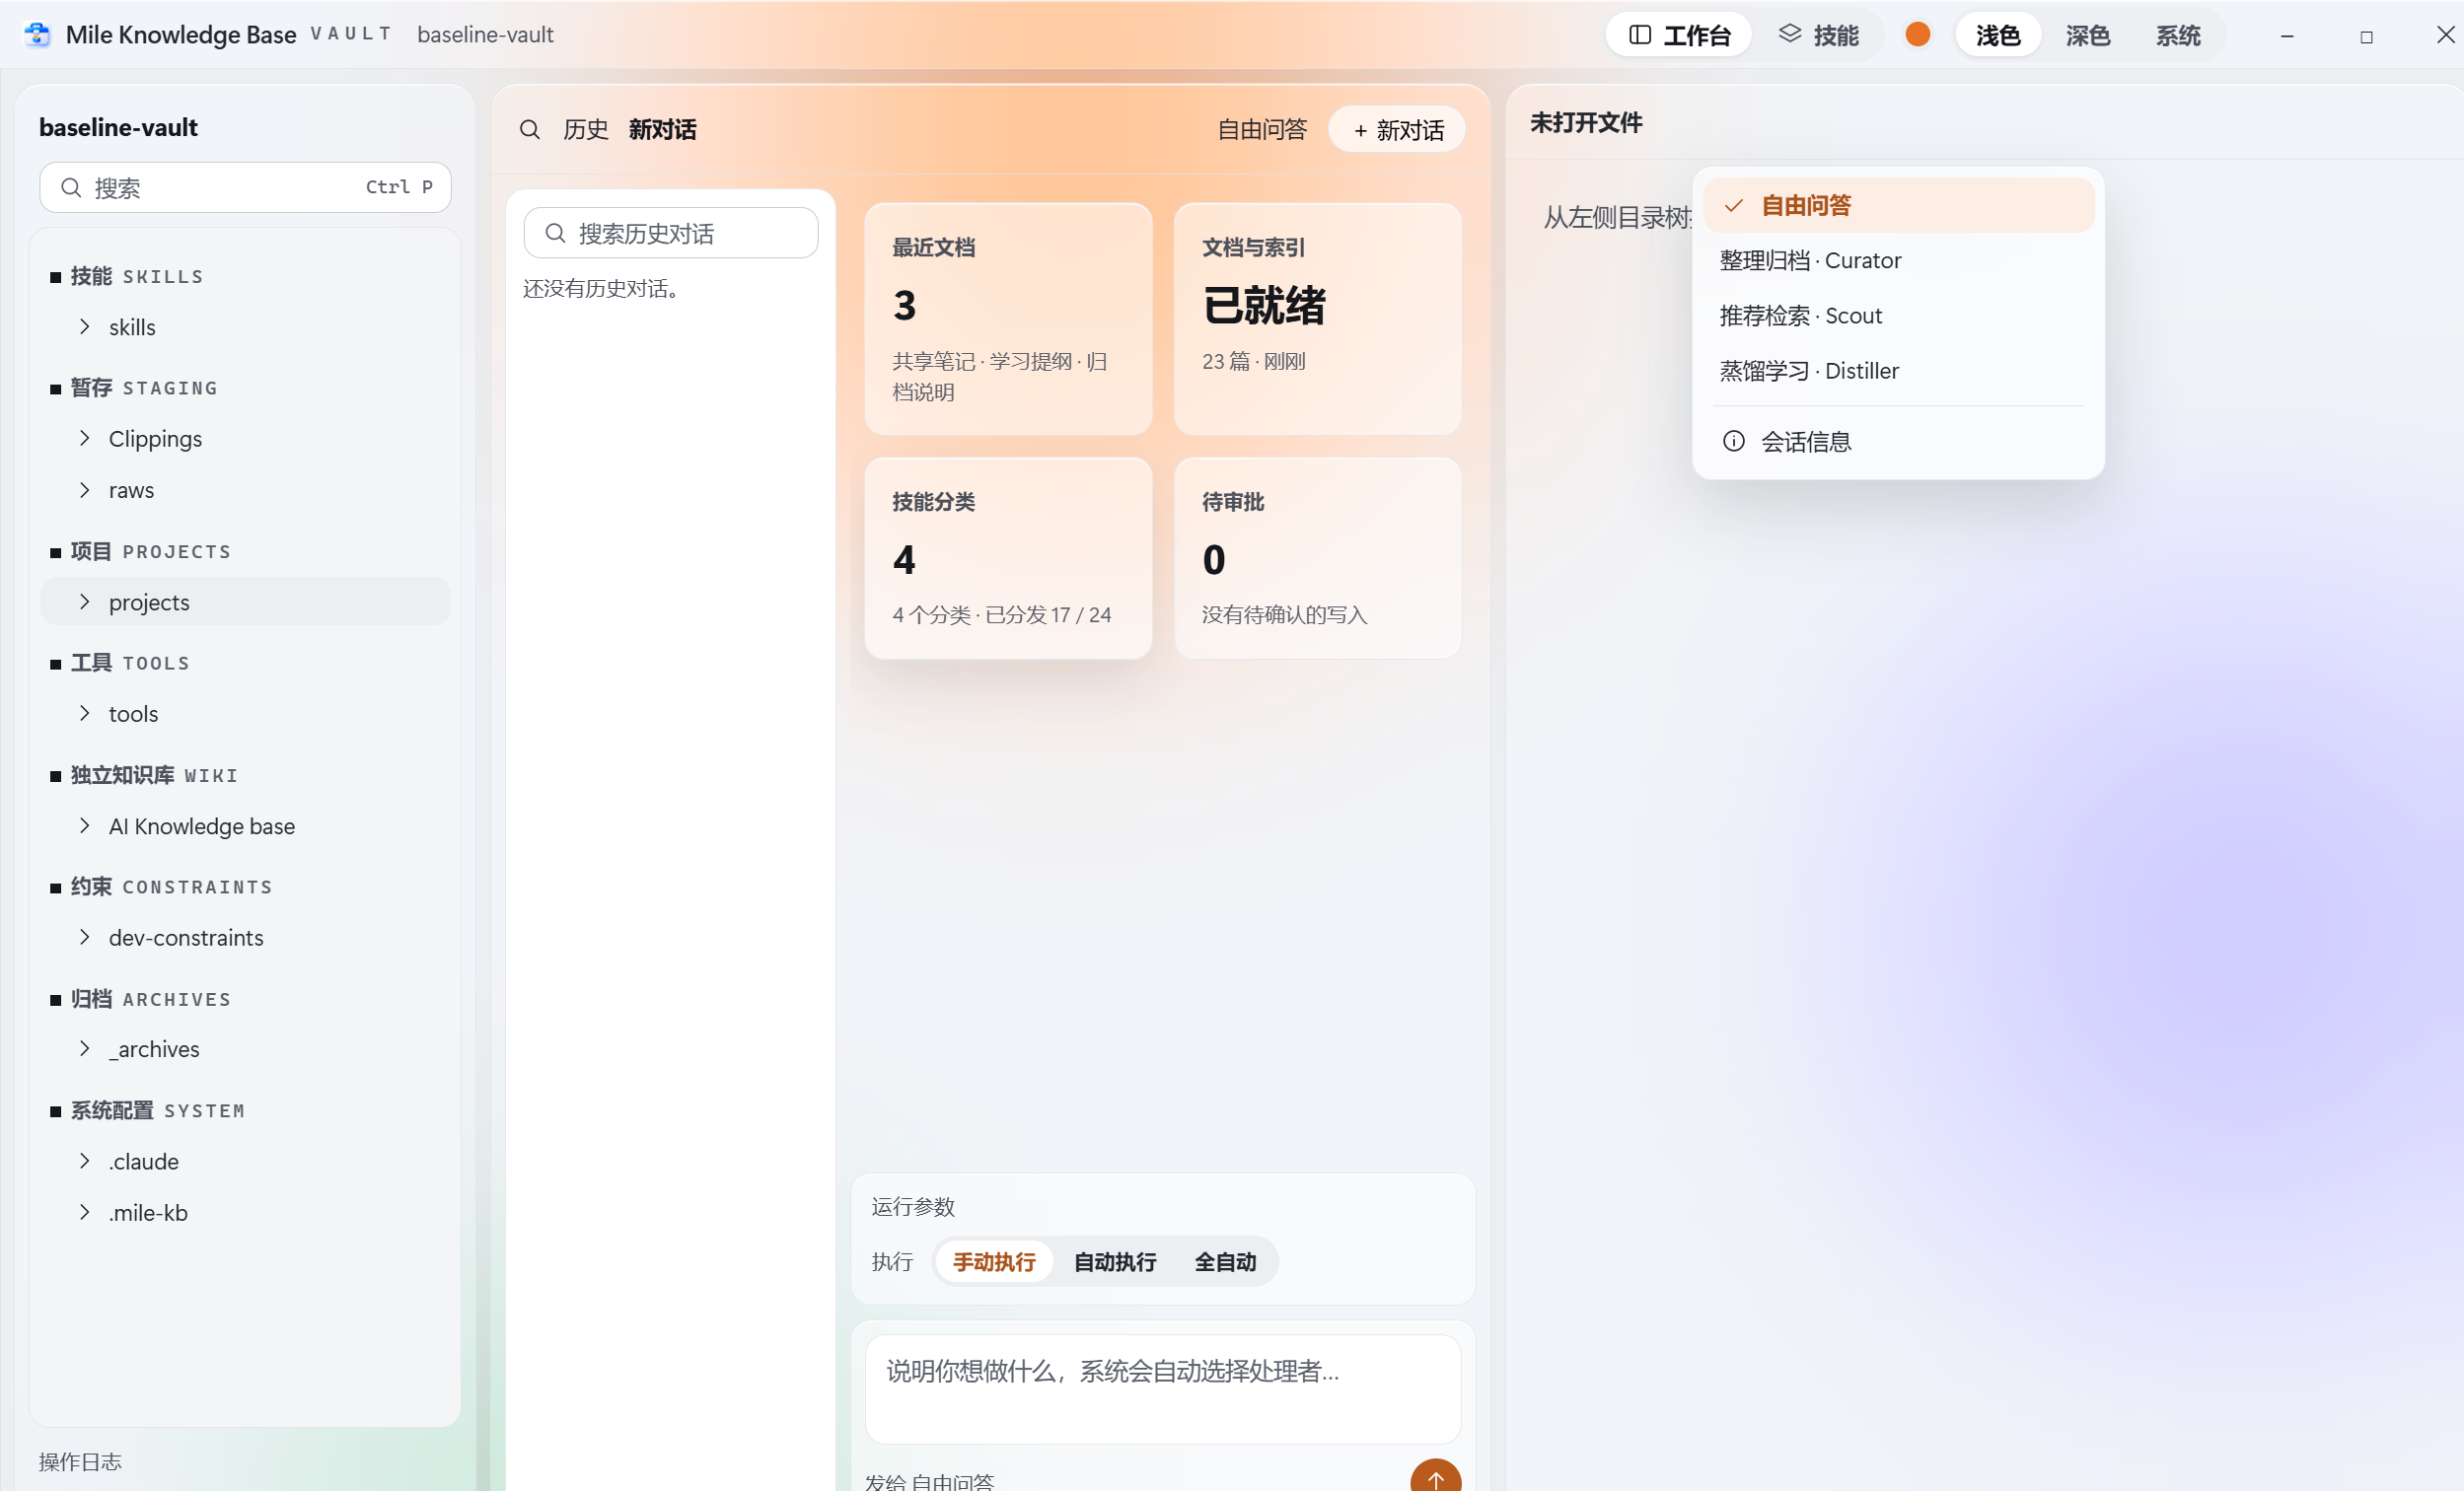 Mile Knowledge Base VAULT baseline-vault
工作台 技能 浅色 深色 系统
baseline-vault
搜索 Ctrl P
技能 SKILLS
skills
暂存 STAGING
Clippings
raws
项目 PROJECTS
projects
工具 TOOLS
tools
独立知识库 WIKI
AI Knowledge base
约束 CONSTRAINTS
dev-constraints
归档 ARCHIVES
_archives
系统配置 SYSTEM
.claude
.mile-kb
操作日志
历史 新对话 自由问答 + 新对话
搜索历史对话
还没有历史对话。
最近文档
3
共享笔记 · 学习提纲 · 归
档说明
文档与索引
已就绪
23 篇 · 刚刚
技能分类
4
4 个分类 · 已分发 17 / 24
待审批
0
没有待确认的写入
运行参数
执行 手动执行 自动执行 全自动
说明你想做什么，系统会自动选择处理者...
发给 自由问答
未打开文件
从左侧目录树
自由问答
整理归档 · Curator
推荐检索 · Scout
蒸馏学习 · Distiller
会话信息